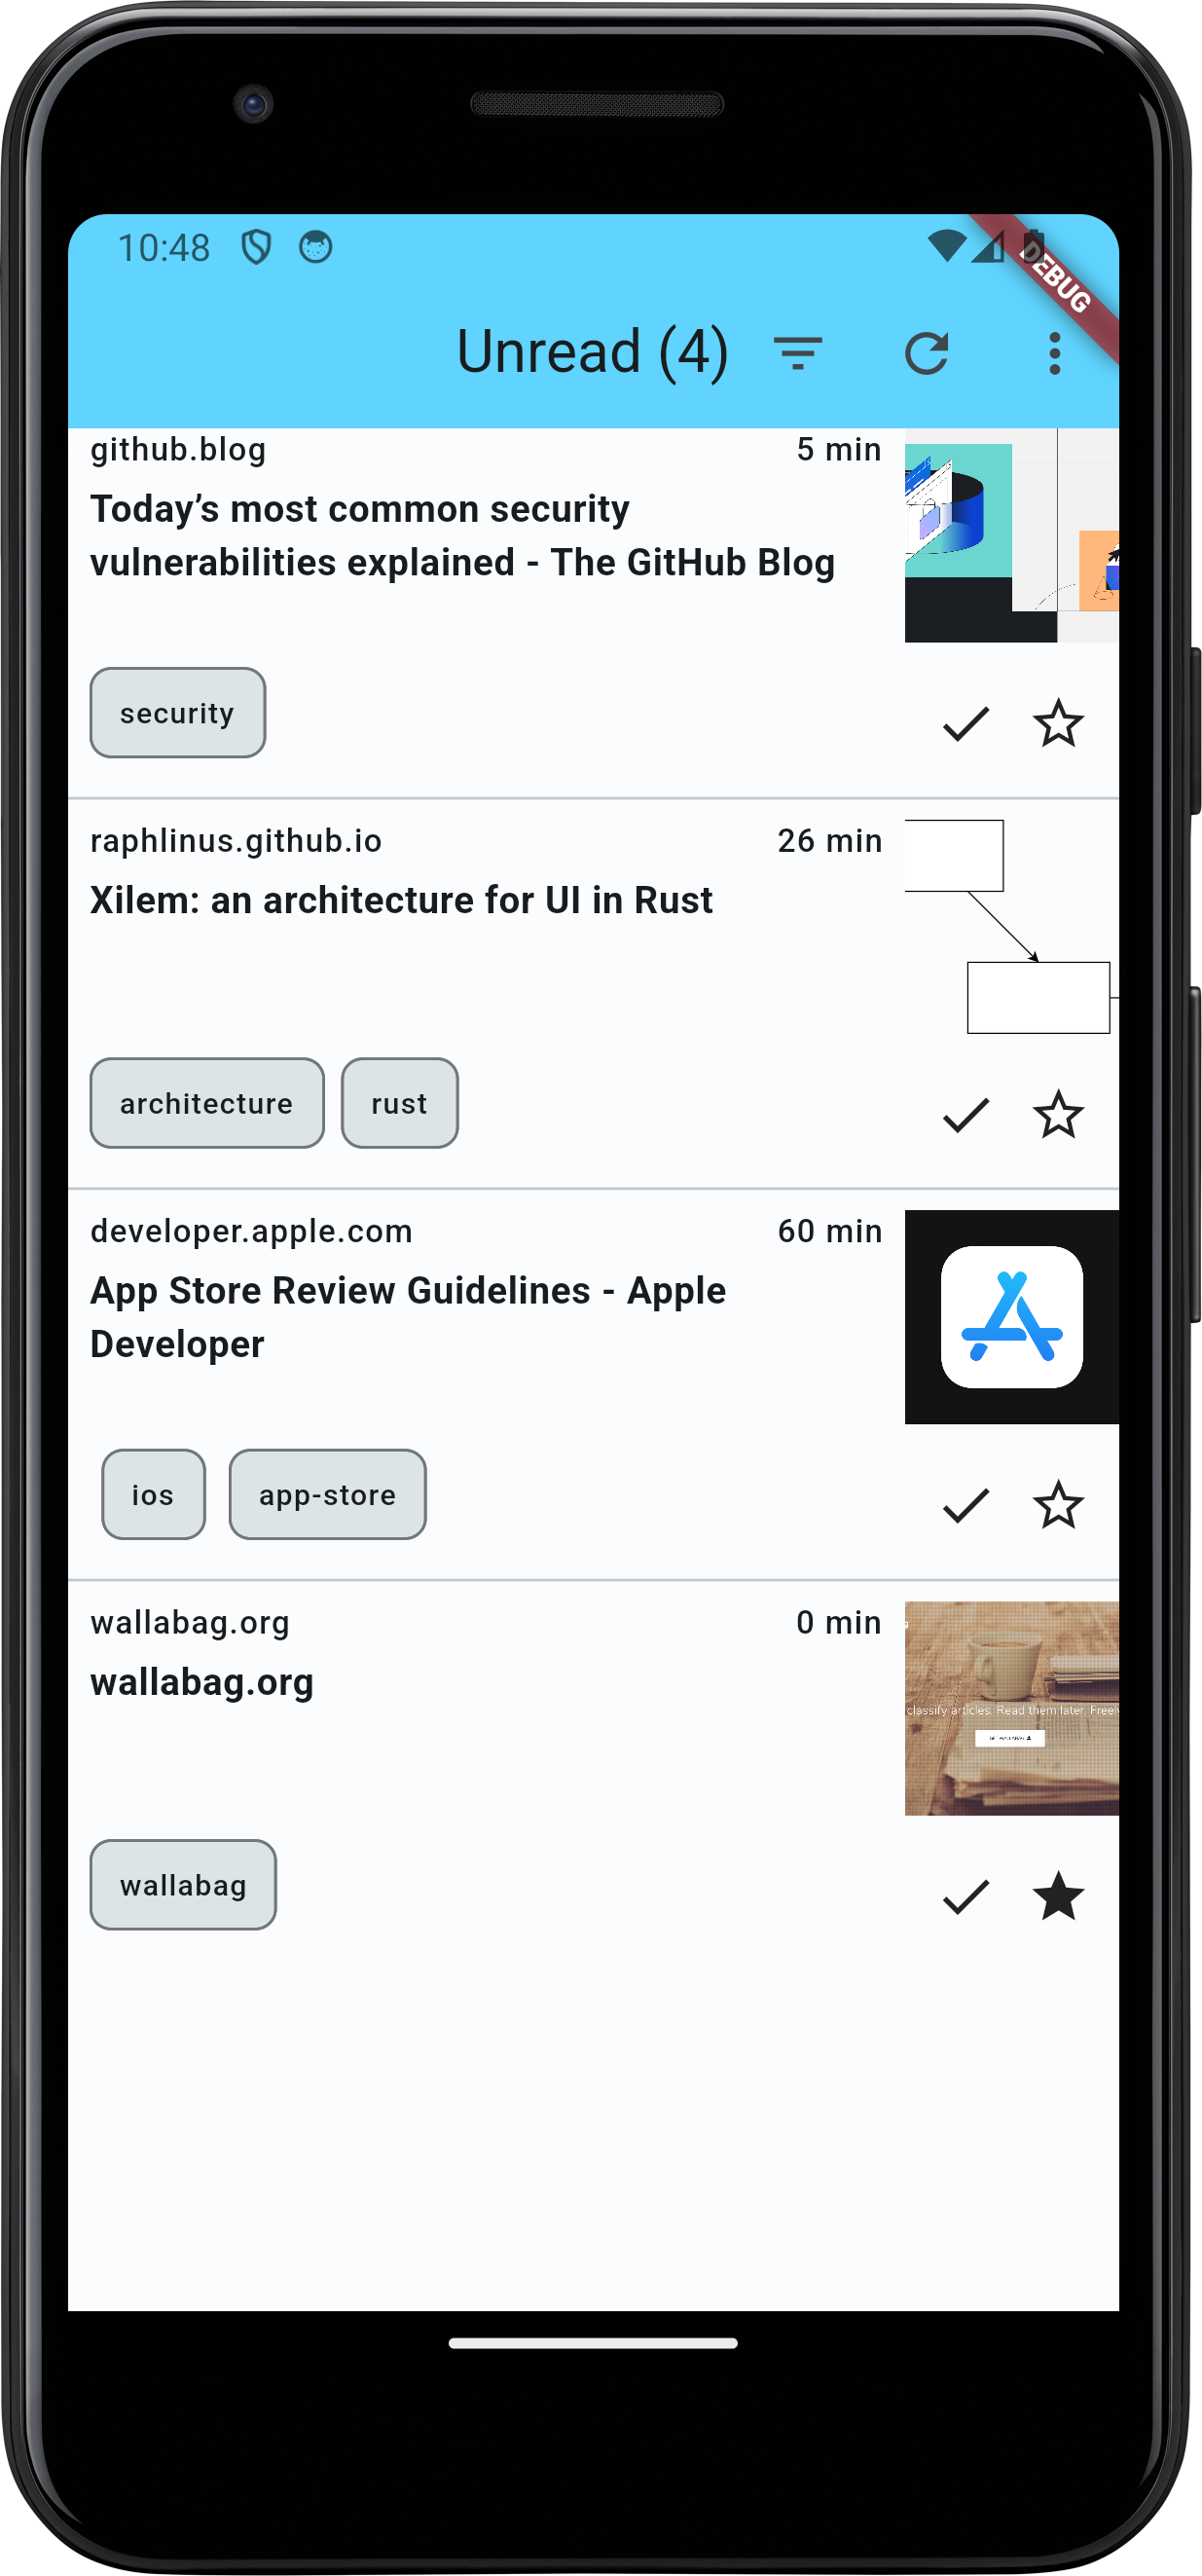 10:48
DEBUG
Unread (4)
github.blog
5 min
Today’s most common security
vulnerabilities explained - The GitHub Blog
security
raphlinus.github.io
26 min
Xilem: an architecture for UI in Rust
architecture
rust
developer.apple.com
60 min
App Store Review Guidelines - Apple
Developer
ios
app-store
wallabag.org
0 min
wallabag.org
classify articles. Read them later. Free
wallabag